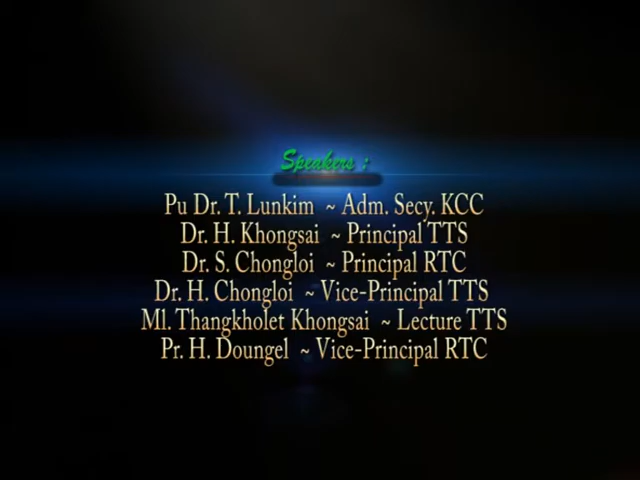 Speakers :
Pu Dr. T. Lunkim ~ Adm. Secy. KCC
Dr. H. Khongsai ~ Principal TTS
Dr. S. Chongloi ~ Principal RTC
Dr. H. Chongloi ~ Vice-Principal TTS
Ml. Thangkholet Khongsai ~ Lecture TTS
Pr. H. Doungel ~ Vice-Principal RTC